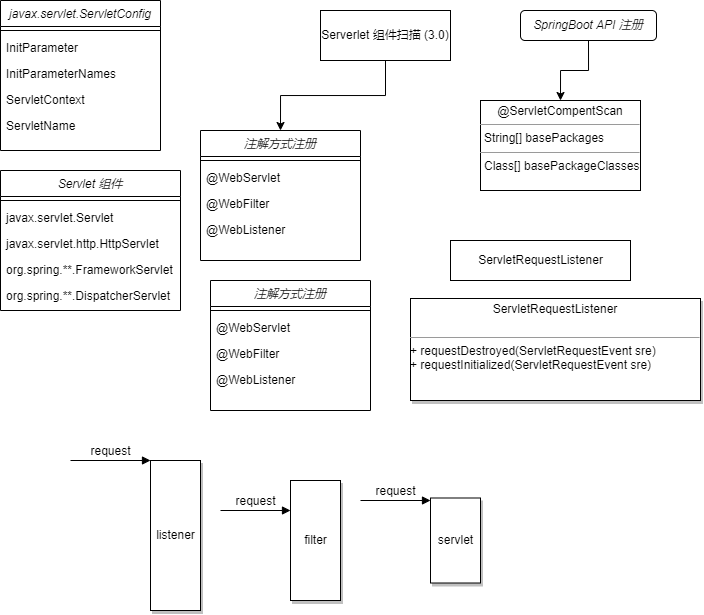 javax.servlet.ServletConfig
InitParameter
InitParameterNames
ServletContext
ServletName
Serverlet 组件扫描 (3.0)
SpringBoot API 注册
@ServletCompentScan
String[] basePackages
Class[] basePackageClasses
注解方式注册
@WebServlet
@WebFilter
@WebListener
Servlet 组件
javax.servlet.Servlet
javax.servlet.http.HttpServlet
org.spring.**.FrameworkServlet
org.spring.**.DispatcherServlet
ServletRequestListener
注解方式注册
@WebServlet
@WebFilter
@WebListener
ServletRequestListener
+ requestDestroyed(ServletRequestEvent sre)
+ requestInitialized(ServletRequestEvent sre)
request
listener
request
filter
request
servlet